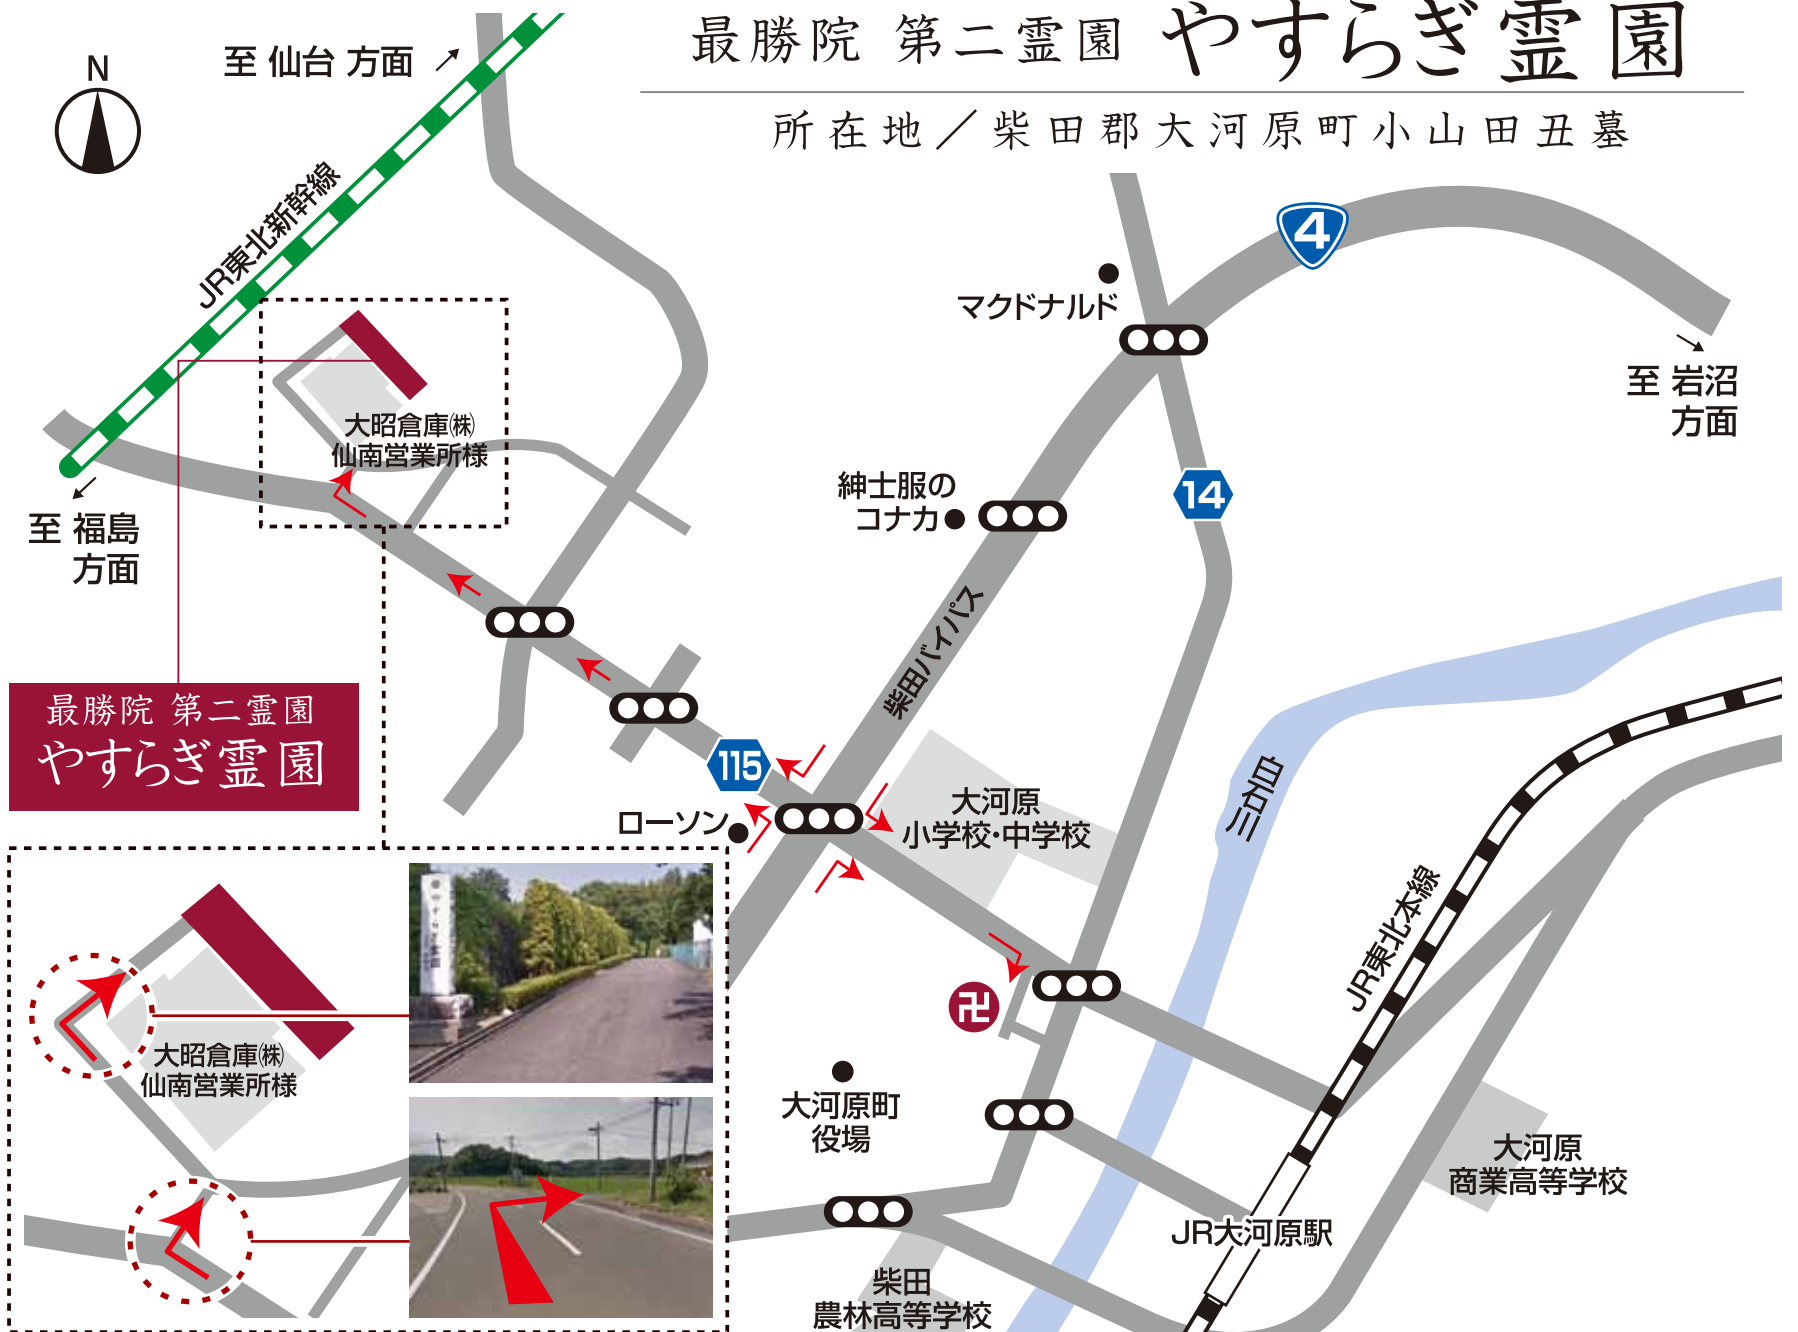 最勝院 第二霊園 やすらぎ霊園
所在地／柴田郡大河原町小山田丑墓
N
至 仙台 方面
JR東北新幹線
4
マクドナルド
至 岩沼
方面
大昭倉庫㈱
仙南営業所様
14
紳士服の
コナカ
至 福島
方面
柴田バイパス
最勝院 第二霊園
やすらぎ霊園
115
ローソン
大河原
小学校・中学校
白石川
JR東北本線
卍
大河原町
役場
大河原
商業高等学校
JR大河原駅
柴田
農林高等学校
大昭倉庫㈱
仙南営業所様
やすらぎ霊園